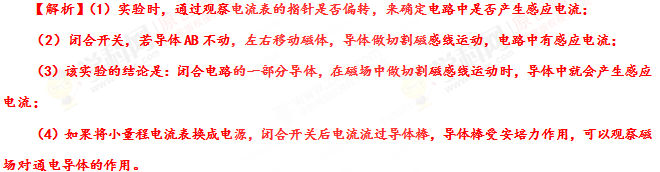 【解析】（1）实验时，通过观察电流表的指针是否偏转，来确定电路中是否产生感应电流；
（2）闭合开关，若导体AB不动，左右移动磁体，导体做切割磁感线运动，电路中有感应电流；
（3）该实验的结论是：闭合电路的一部分导体，在磁场中做切割磁感线运动时，导体中就会产生感应
电流；
（4）如果将小量程电流表换成电源，闭合开关后电流流过导体棒，导体棒受安培力作用，可以观察磁
场对通电导体的作用。